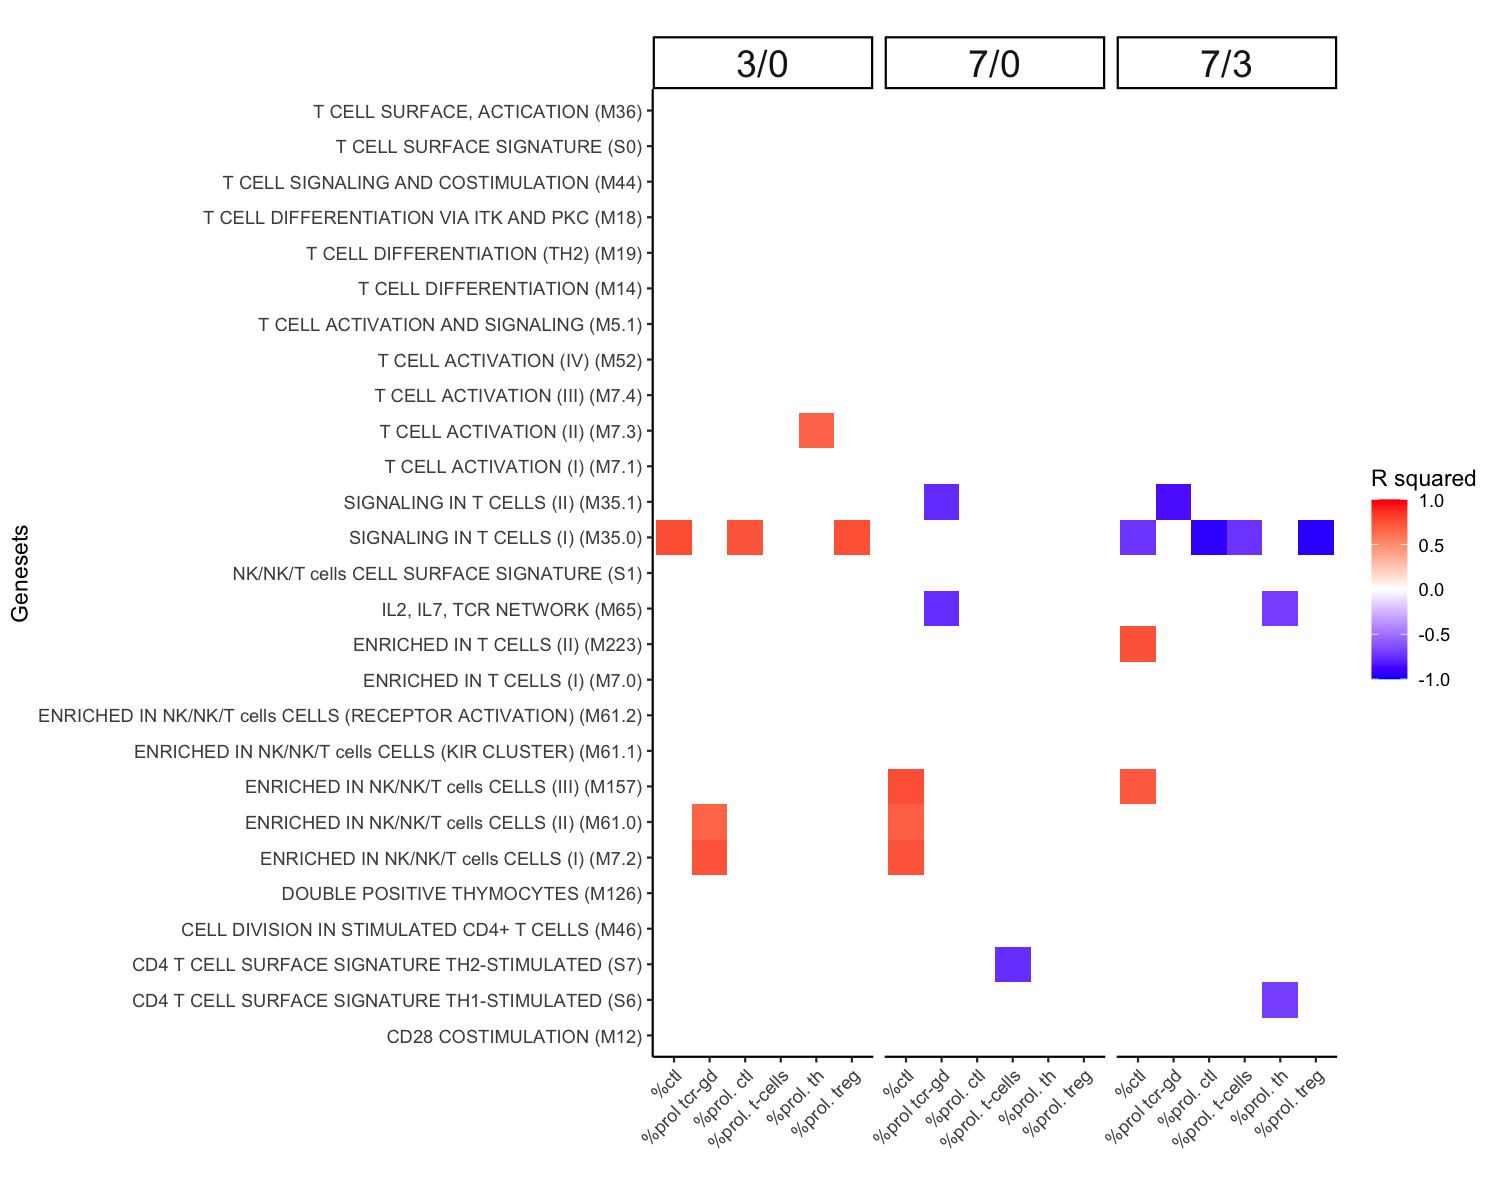 3/0 7/0 7/3
T CELL SURFACE, ACTICATION (M36)
T CELL SURFACE SIGNATURE (S0)
T CELL SIGNALING AND COSTIMULATION (M44)
T CELL DIFFERENTIATION VIA ITK AND PKC (M18)
T CELL DIFFERENTIATION (TH2) (M19)
T CELL DIFFERENTIATION (M14)
T CELL ACTIVATION AND SIGNALING (M5.1)
T CELL ACTIVATION (IV) (M52)
T CELL ACTIVATION (III) (M7.4)
T CELL ACTIVATION (II) (M7.3)
T CELL ACTIVATION (I) (M7.1)
SIGNALING IN T CELLS (II) (M35.1)
SIGNALING IN T CELLS (I) (M35.0)
NK/NK/T cells CELL SURFACE SIGNATURE (S1)
IL2, IL7, TCR NETWORK (M65)
ENRICHED IN T CELLS (II) (M223)
ENRICHED IN T CELLS (I) (M7.0)
ENRICHED IN NK/NK/T cells CELLS (RECEPTOR ACTIVATION) (M61.2)
ENRICHED IN NK/NK/T cells CELLS (KIR CLUSTER) (M61.1)
ENRICHED IN NK/NK/T cells CELLS (III) (M157)
ENRICHED IN NK/NK/T cells CELLS (II) (M61.0)
ENRICHED IN NK/NK/T cells CELLS (I) (M7.2)
DOUBLE POSITIVE THYMOCYTES (M126)
CELL DIVISION IN STIMULATED CD4+ T CELLS (M46)
CD4 T CELL SURFACE SIGNATURE TH2-STIMULATED (S7)
CD4 T CELL SURFACE SIGNATURE TH1-STIMULATED (S6)
CD28 COSTIMULATION (M12)
Genesets
%ctl
%prol tcr-gd
%prol. ctl
%prol. t-cells
%prol. th
%prol. treg
%ctl
%prol tcr-gd
%prol. ctl
%prol. t-cells
%prol. th
%prol. treg
%ctl
%prol tcr-gd
%prol. ctl
%prol. t-cells
%prol. th
%prol. treg
R squared
1.0
0.5
0.0
-0.5
-1.0